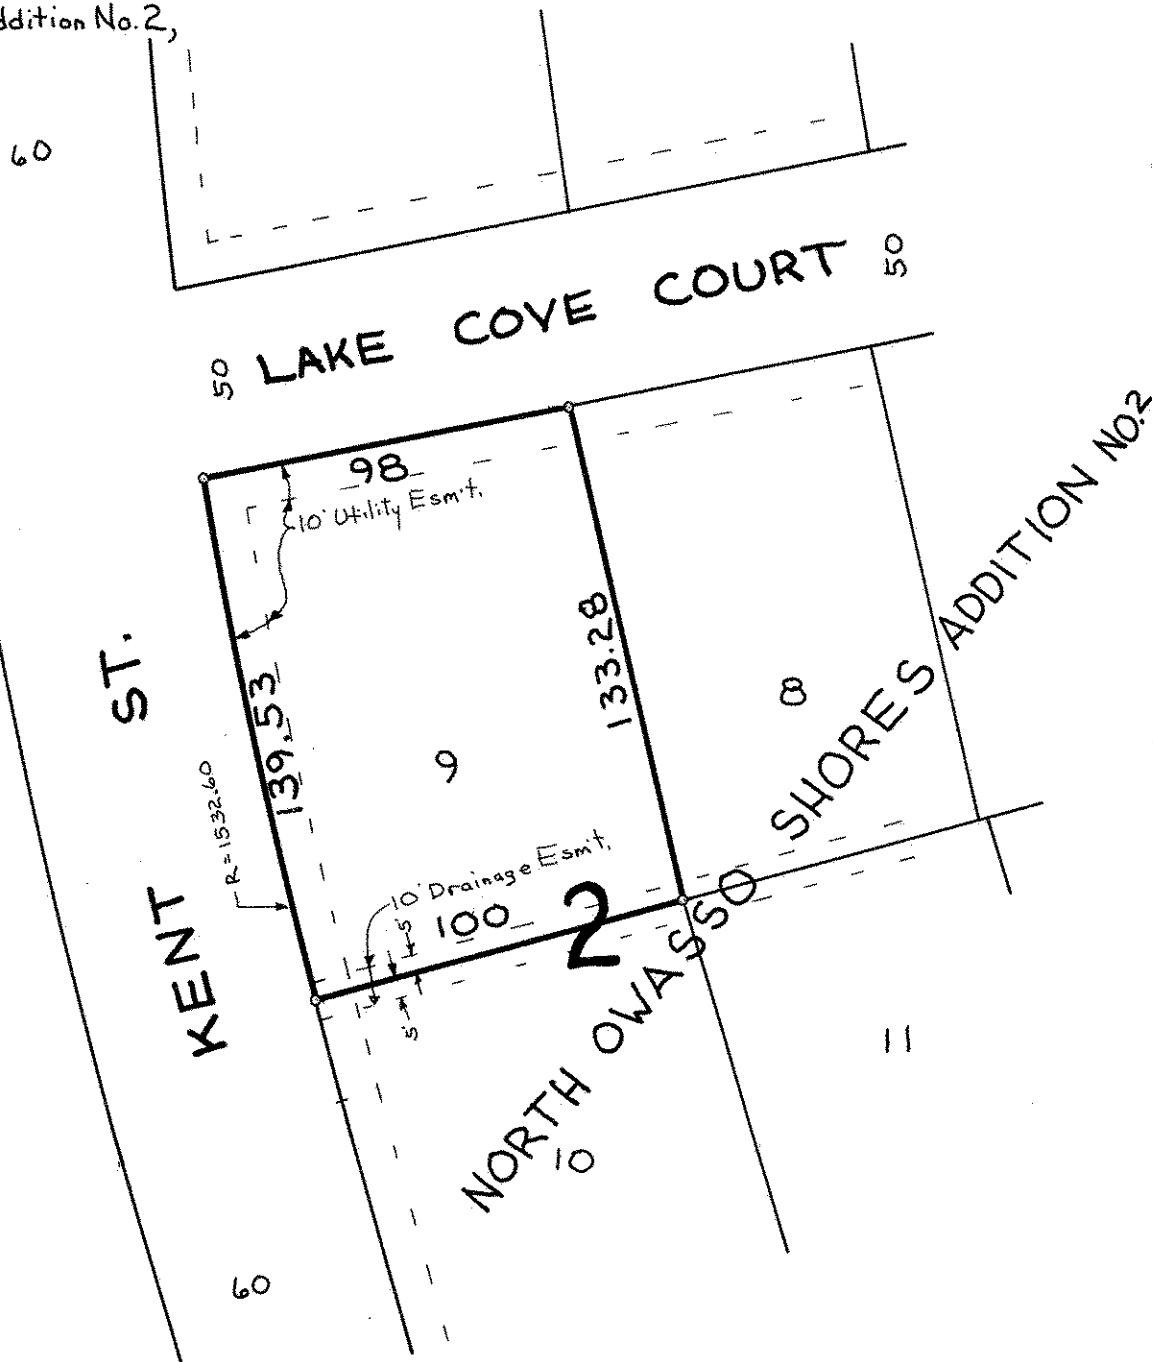 ddition No.2,
60
LAKE COVE COURT
50
50
98
10' Utility Esm't.
ST.
KENT
139.53
133.28
R=1532.60
9
8
10' Drainage Esm't.
100
5
5
2
NORTH OWASSO SHORES ADDITION NO.2
11
10
60